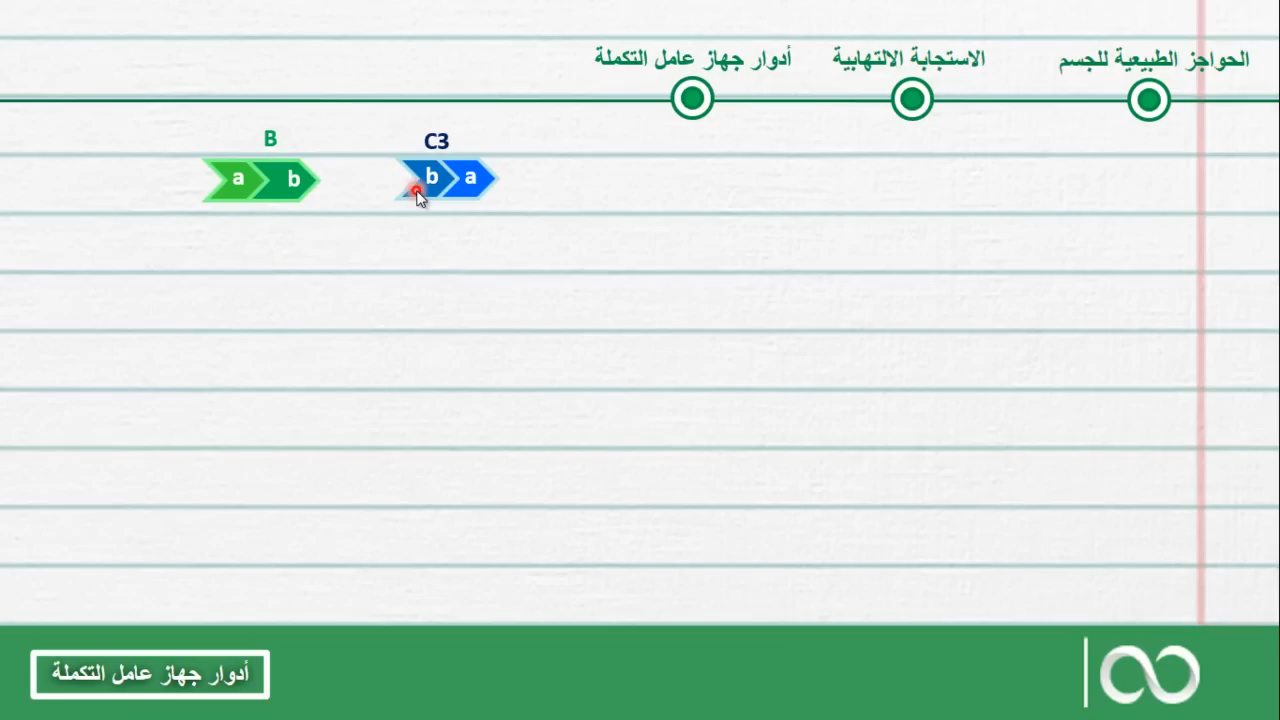 الحواجز الطبيعية للجسم
الاستجابة الالتهابية
أدوار جهاز عامل التكملة
B
C3
a b
b a
أدوار جهاز عامل التكملة